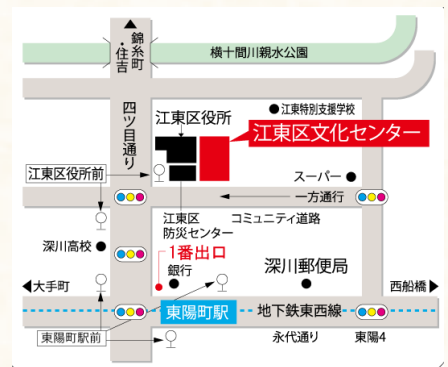 錦糸町
・住吉
横十間川親水公園
四ツ目通り
江東区役所
江東特別支援学校
江東区文化センター
江東区役所前
スーパー
一方通行
江東区
防災センター
コミュニティ道路
深川高校
1番出口
銀行
深川郵便局
大手町
西船橋
東陽町駅
地下鉄東西線
東陽町駅前
永代通り
東陽4